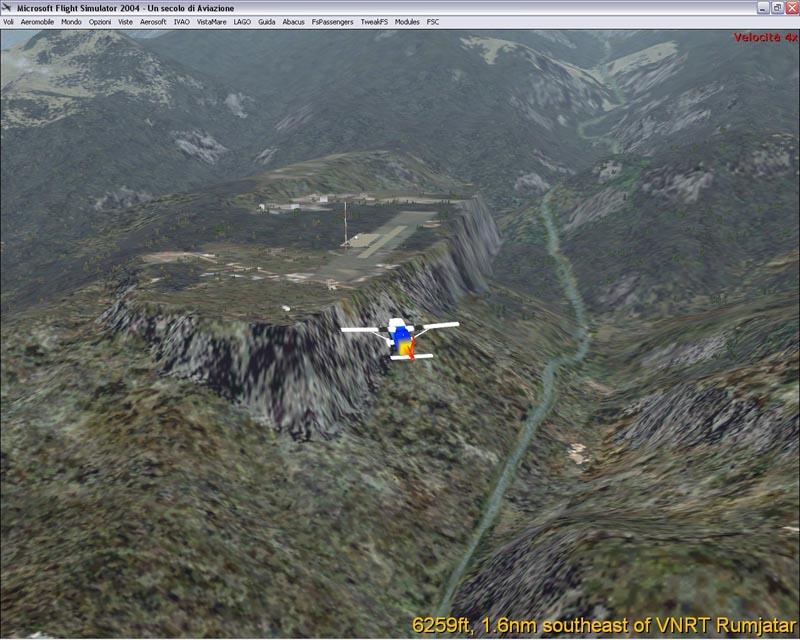 Microsoft Flight Simulator 2004 - Un secolo di Aviazione
Voli Aeromobile Mondo Opzioni Viste Aerosoft IVAO VistaMare LAGO Guida Abacus FsPassengers TweakFS Modules FSC
Velocità 4x
6259ft, 1.6nm southeast of VNRT Rumjatar